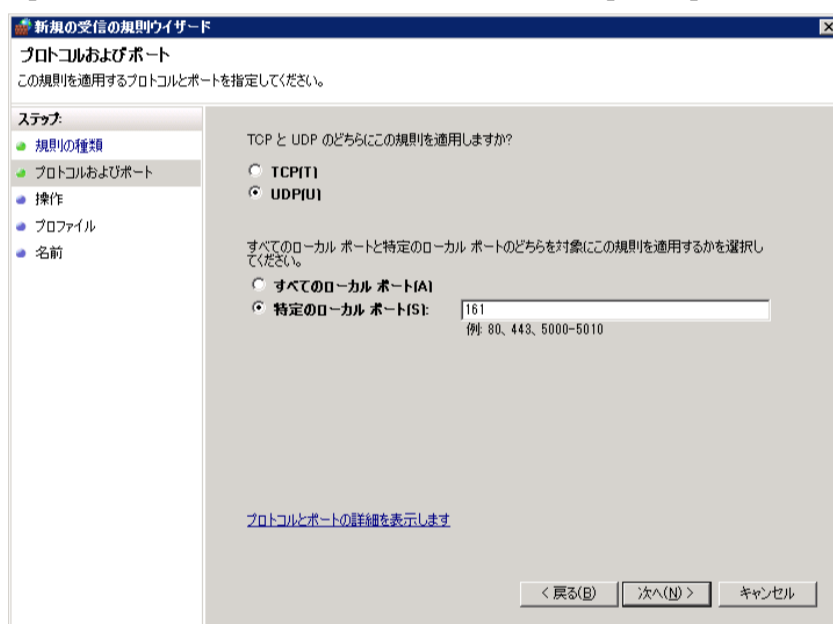 新規の受信の規則ウィザード
プロトコルおよびポート
この規則を適用するプロトコルとポートを指定してください。
ステップ:
規則の種類
プロトコルおよびポート
操作
プロファイル
名前
TCP と UDP のどちらにこの規則を適用しますか?
TCP(T)
UDP(U)
すべてのローカル ポートと特定のローカル ポートのどちらを対象にこの規則を適用するかを選択し
てください。
すべてのローカル ポート(A)
特定のローカル ポート(S): 161
例: 80、443、5000-5010
プロトコルとポートの詳細を表示します
< 戻る(B) 次へ(N) > キャンセル